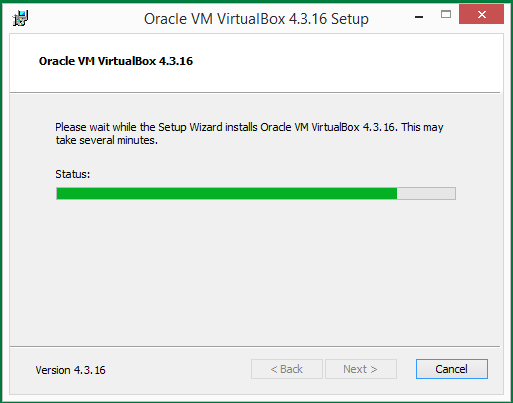 Oracle VM VirtualBox 4.3.16 Setup
Oracle VM VirtualBox 4.3.16
Please wait while the Setup Wizard installs Oracle VM VirtualBox 4.3.16. This may
take several minutes.
Status:
Version 4.3.16
< Back
Next >
Cancel